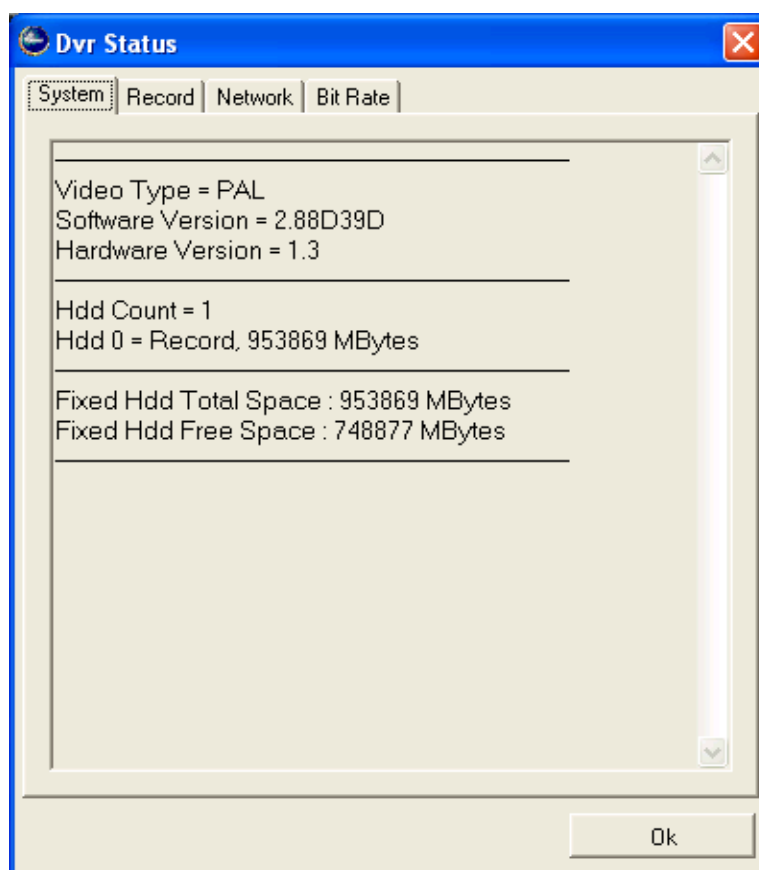 Dvr Status
System Record Network Bit Rate
Video Type = PAL
Software Version = 2.88D39D
Hardware Version = 1.3
Hdd Count = 1
Hdd 0 = Record, 953869 MBytes
Fixed Hdd Total Space : 953869 MBytes
Fixed Hdd Free Space : 748877 MBytes
Ok